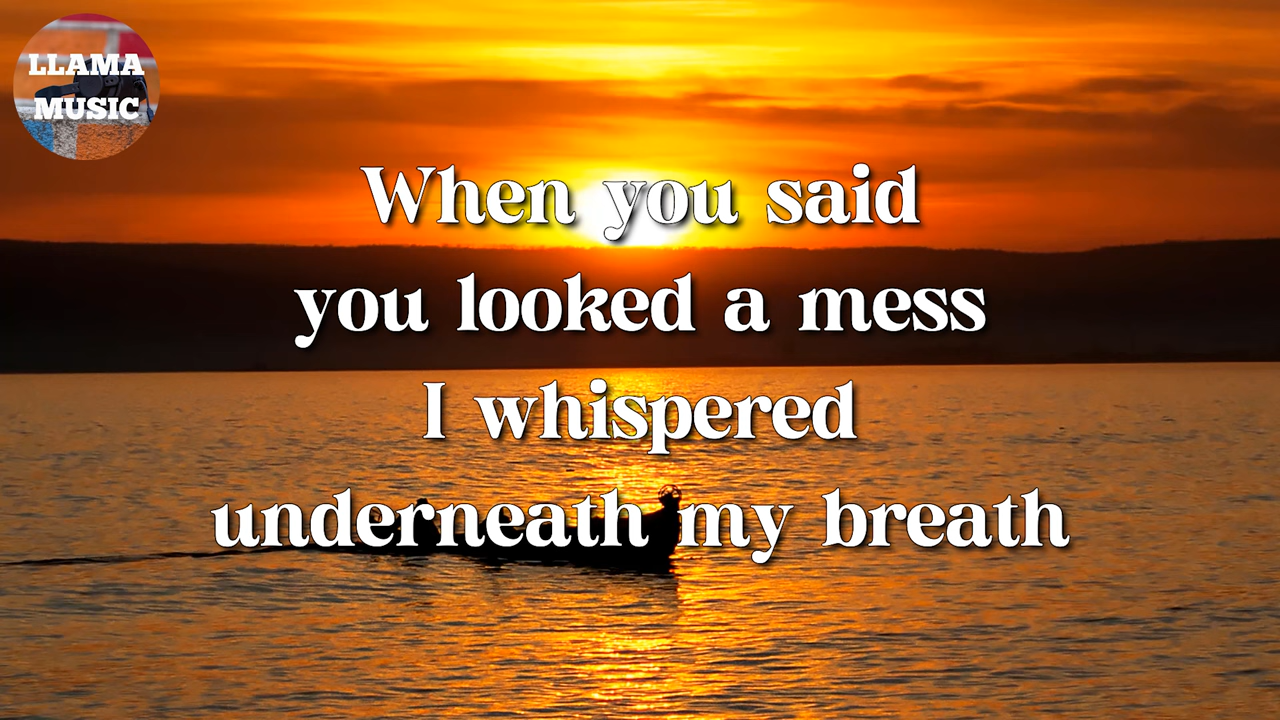 LLAMA
MUSIC
When you said
you looked a mess
I whispered
underneath my breath